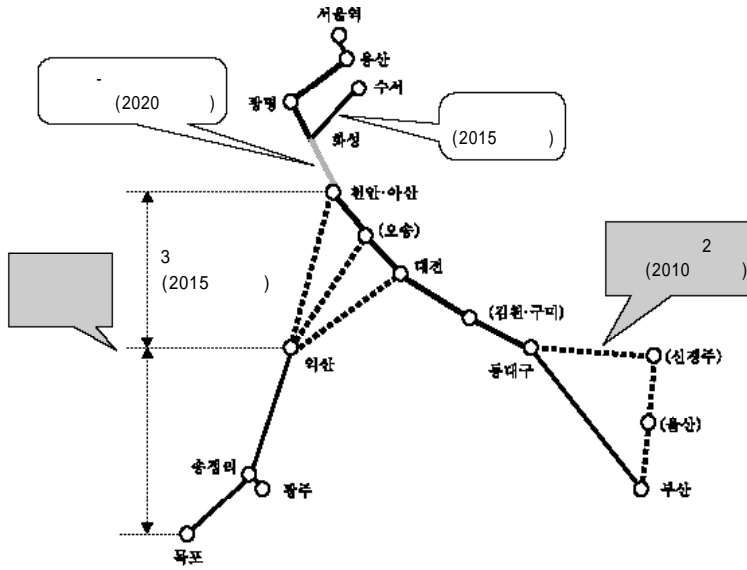 서울역
용산
-
(2020 )
광명
수서
(2015 )
화성
천안·아산
(오송)
3
(2015 )
대전
2
(2010 )
(김천·구미)
익산
동대구
(신경주)
(울산)
송정리
광주
부산
목포